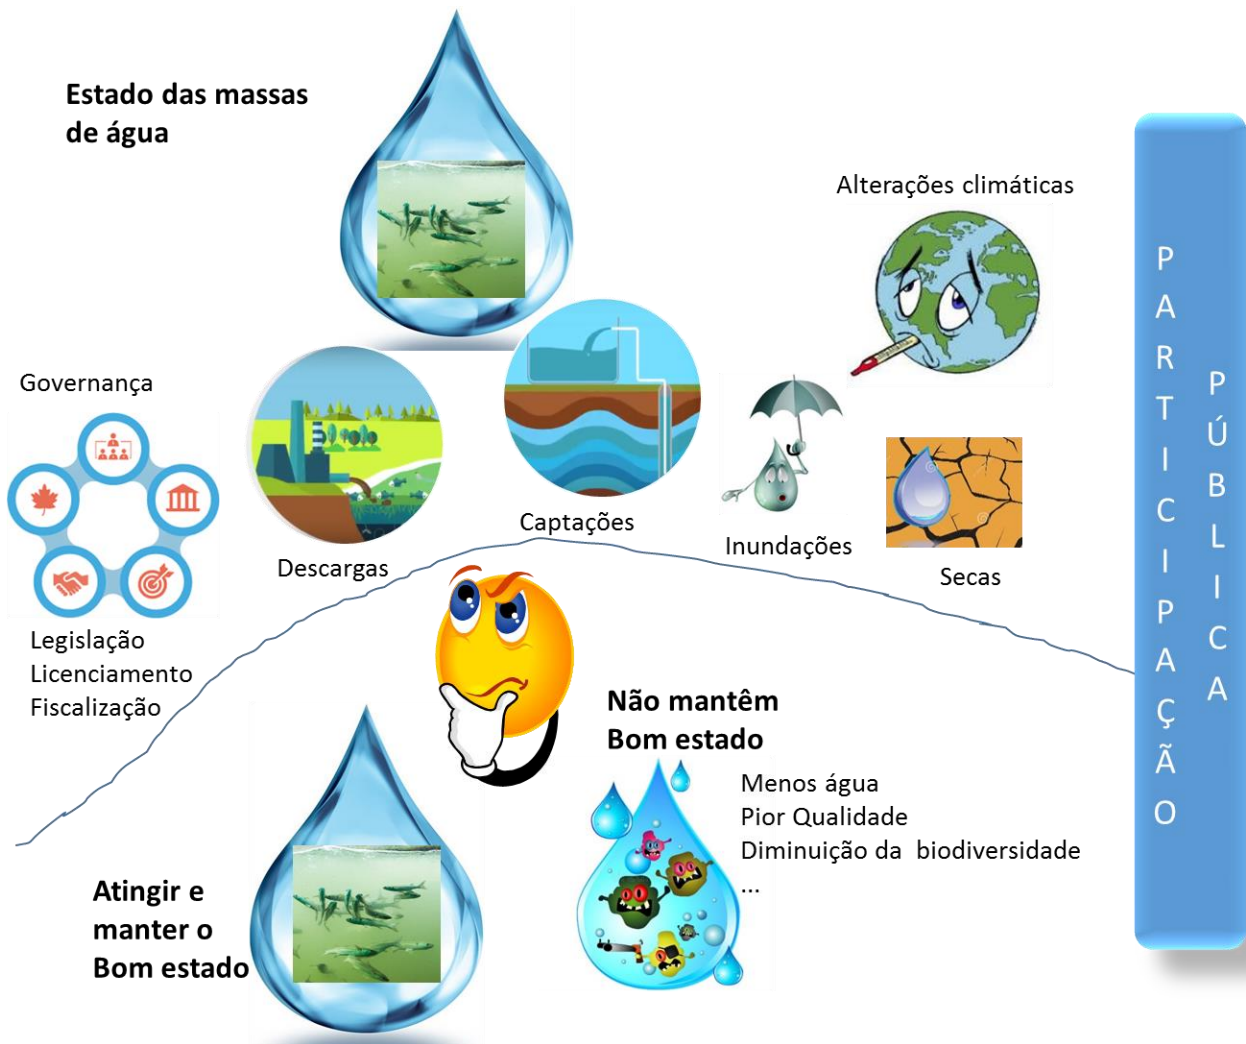 Estado das massas
de água
Alterações climáticas
Governança
Captações
Inundações
Descargas
Secas
Legislação
Licenciamento
Fiscalização
Não mantêm
Bom estado
Menos água
Pior Qualidade
Diminuição da biodiversidade
...
Atingir e
manter o
Bom estado
PARTICIPAÇÃO
PÚBLICA